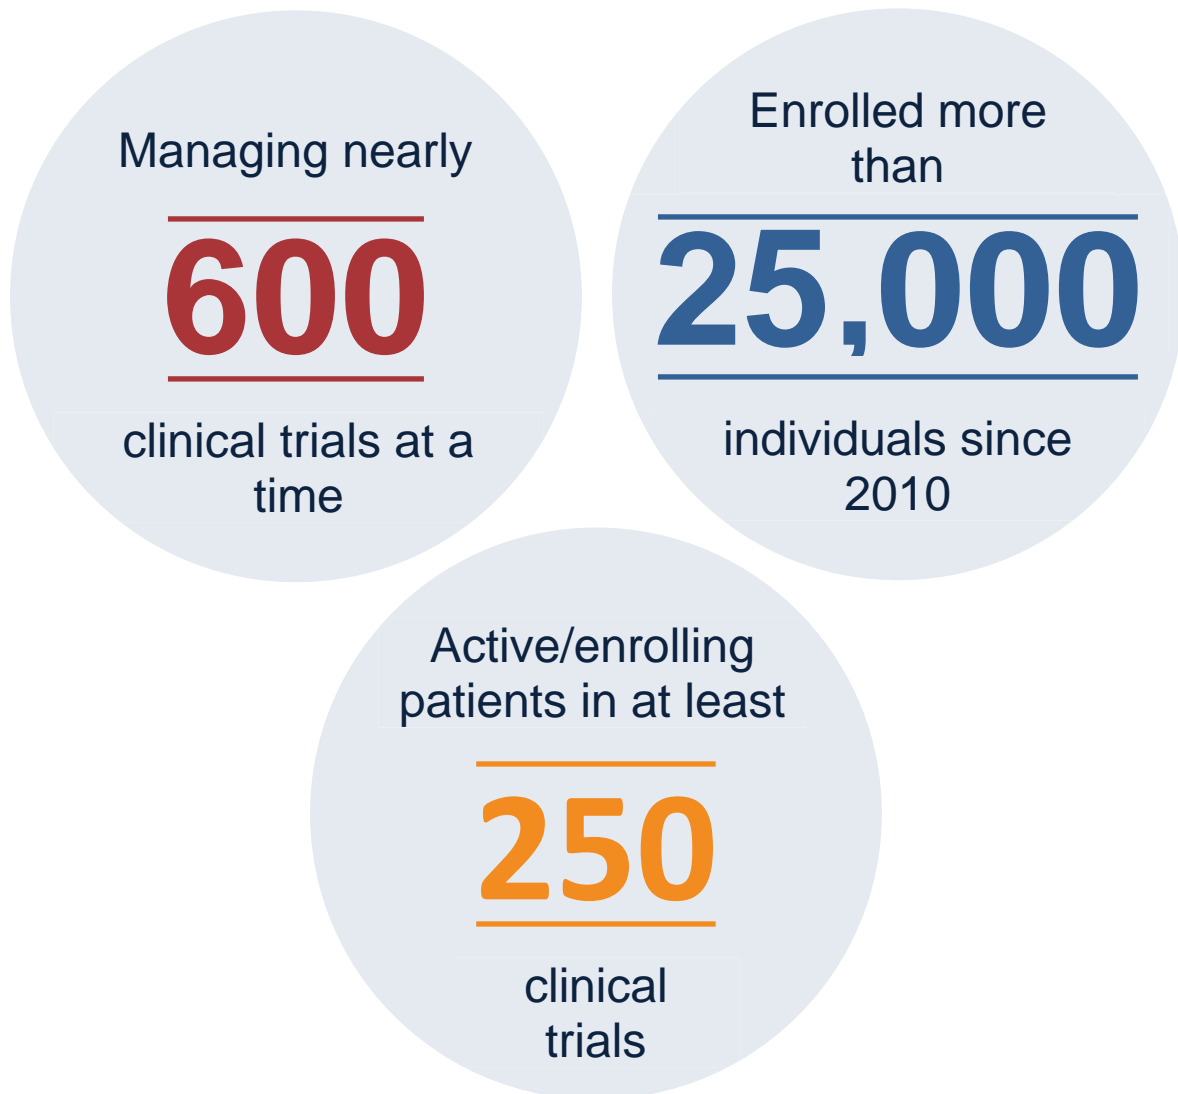 Managing nearly
600
clinical trials at a
time
Enrolled more
than
25,000
individuals since
2010
Active/enrolling
patients in at least
250
clinical
trials